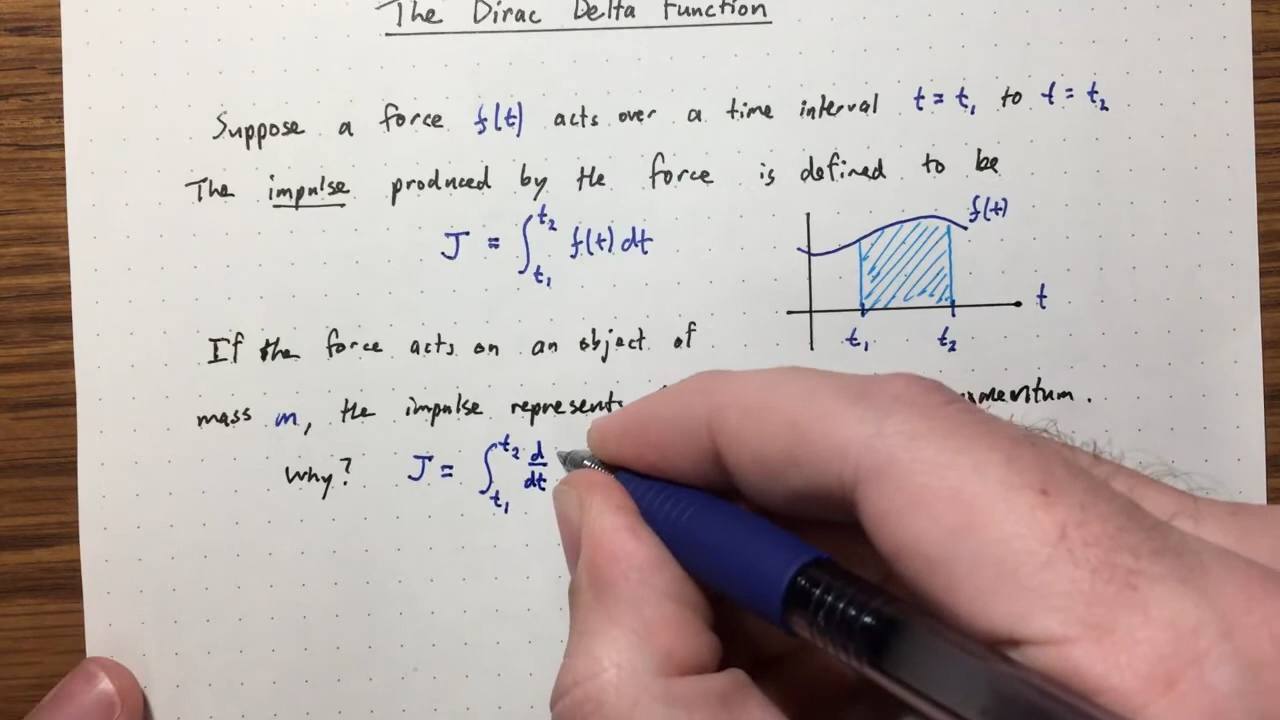 The Dirac Delta Function
Suppose a force f(t) acts over a time interval t = t₁ to t = t₂
The impulse produced by the force is defined to be
J = ∫_{t₁}^{t₂} f(t) dt
f(t)
t
t₁ t₂
If the force acts on an object of
mass m, the impulse represents momentum.
Why? J = ∫_{t₁}^{t₂} d/dt